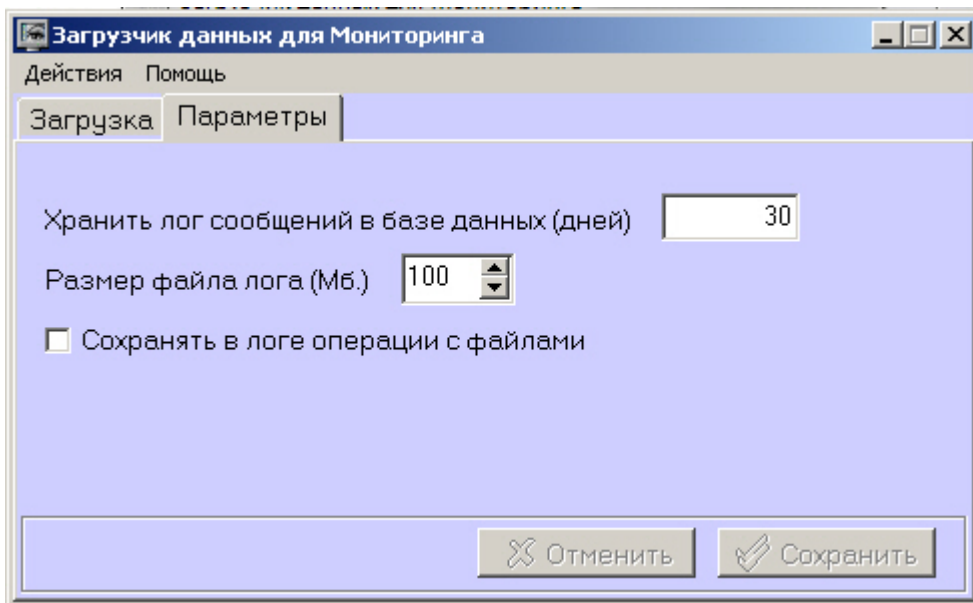 Загрузчик данных для Мониторинга
Действия Помощь
Загрузка Параметры
Хранить лог сообщений в базе данных (дней) 30
Размер файла лога (Мб.) 100
Сохранять в логе операции с файлами
Отменить Сохранить